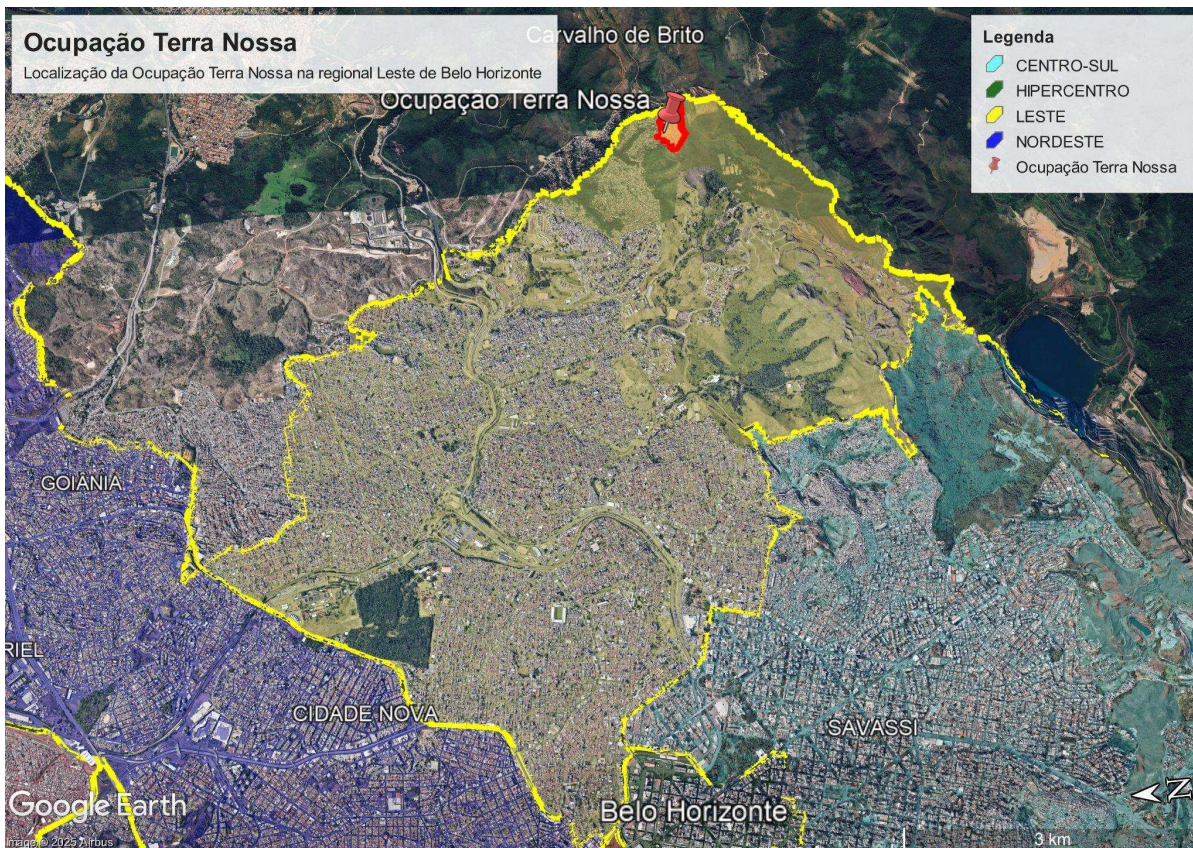 Ocupação Terra Nossa
Localização da Ocupação Terra Nossa na regional Leste de Belo Horizonte
Carvalho de Brito
Legenda
CENTRO-SUL
HIPERCENTRO
LESTE
NORDESTE
Ocupação Terra Nossa
Ocupação Terra Nossa
GOIÂNIA
RIEL
CIDADE NOVA
SAVASSI
Google Earth
Belo Horizonte
N
3 km
Image © 2025 Airbus